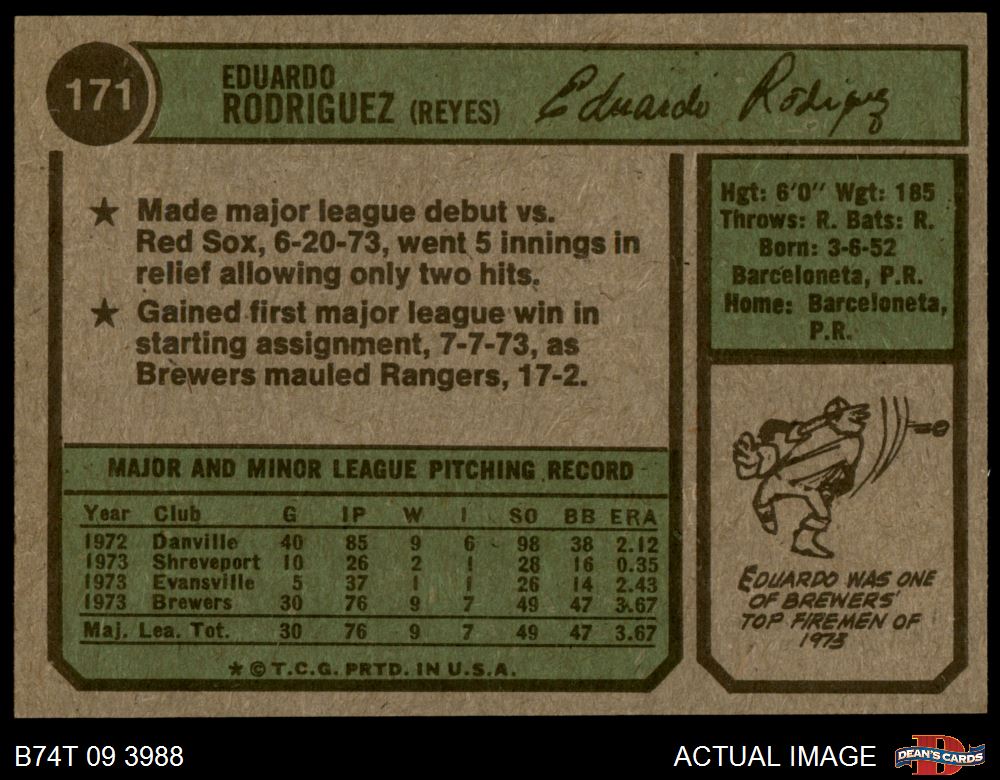 171
EDUARDO
RODRIGUEZ (REYES)
Eduardo Rodriguez
★ Made major league debut vs.
Red Sox, 6-20-73, went 5 innings in
relief allowing only two hits.
★ Gained first major league win in
starting assignment, 7-7-73, as
Brewers mauled Rangers, 17-2.
Hgt: 6'0" Wgt: 185
Throws: R. Bats: R.
Born: 3-6-52
Barceloneta, P.R.
Home: Barceloneta,
P.R.
MAJOR AND MINOR LEAGUE PITCHING RECORD
Year Club G IP W l SO BB ERA
1972 Danville 40 85 9 6 98 38 2.12
1973 Shreveport 10 26 2 1 28 16 0.35
1973 Evansville 5 37 1 1 26 14 2.43
1973 Brewers 30 76 9 7 49 47 3.67
Maj. Lea. Tot. 30 76 9 7 49 47 3.67
★ © T.C.G. PRTD. IN U.S.A.
EDUARDO WAS ONE
OF BREWERS'
TOP FIREMEN OF
1973
B74T 09 3988
ACTUAL IMAGE
DEAN'S CARDS